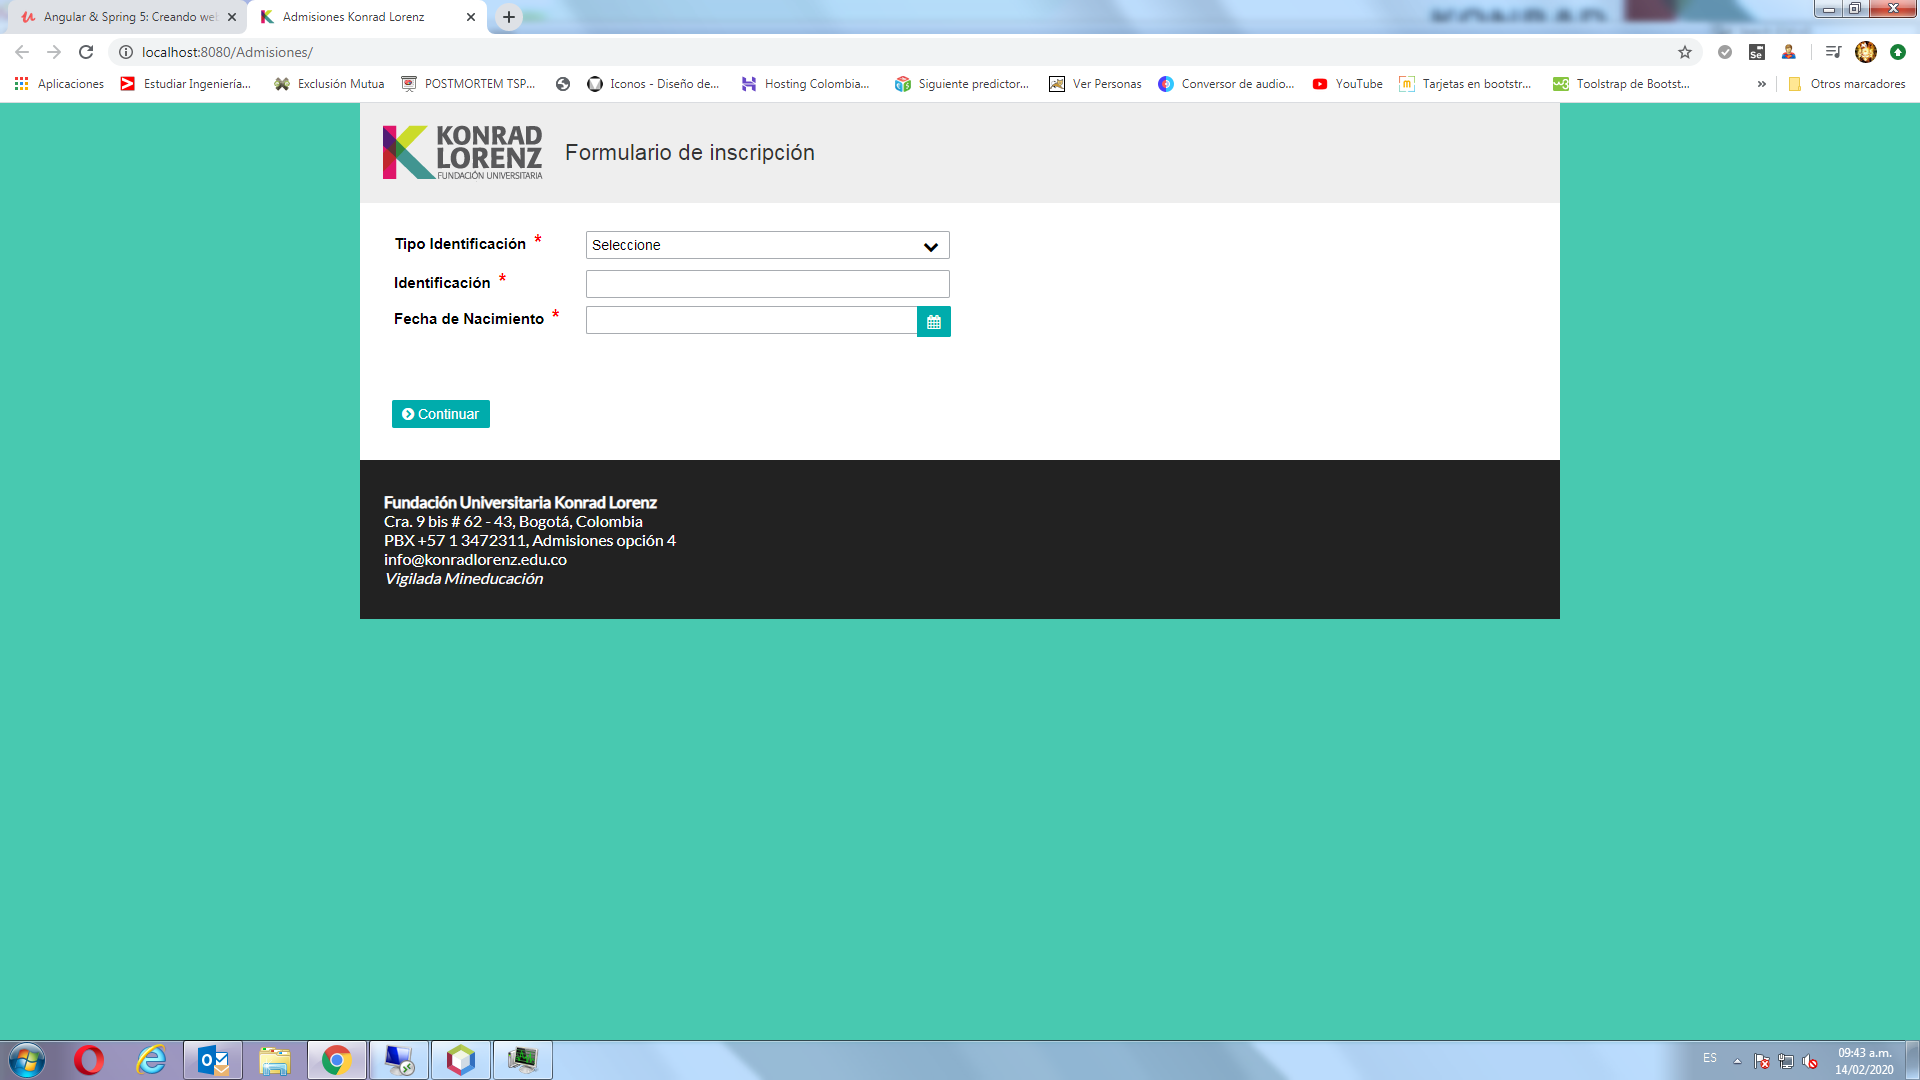 Angular & Spring 5: Creando we
Admisiones Konrad Lorenz
localhost:8080/Admisiones/
Aplicaciones
Estudiar Ingeniería...
Exclusión Mutua
POSTMORTEM TSP...
Iconos - Diseño de...
Hosting Colombia...
Siguiente predictor...
Ver Personas
Conversor de audio...
YouTube
Tarjetas en bootstr...
Toolstrap de Bootst...
»
Otros marcadores
KONRAD
LORENZ
FUNDACIÓN UNIVERSITARIA
Formulario de inscripción
Tipo Identificación *
Seleccione
Identificación *
Fecha de Nacimiento *
Continuar
Fundación Universitaria Konrad Lorenz
Cra. 9 bis # 62 - 43, Bogotá, Colombia
PBX +57 1 3472311, Admisiones opción 4
info@konradlorenz.edu.co
Vigilada Mineducación
ES
09:43 a.m.
14/02/2020